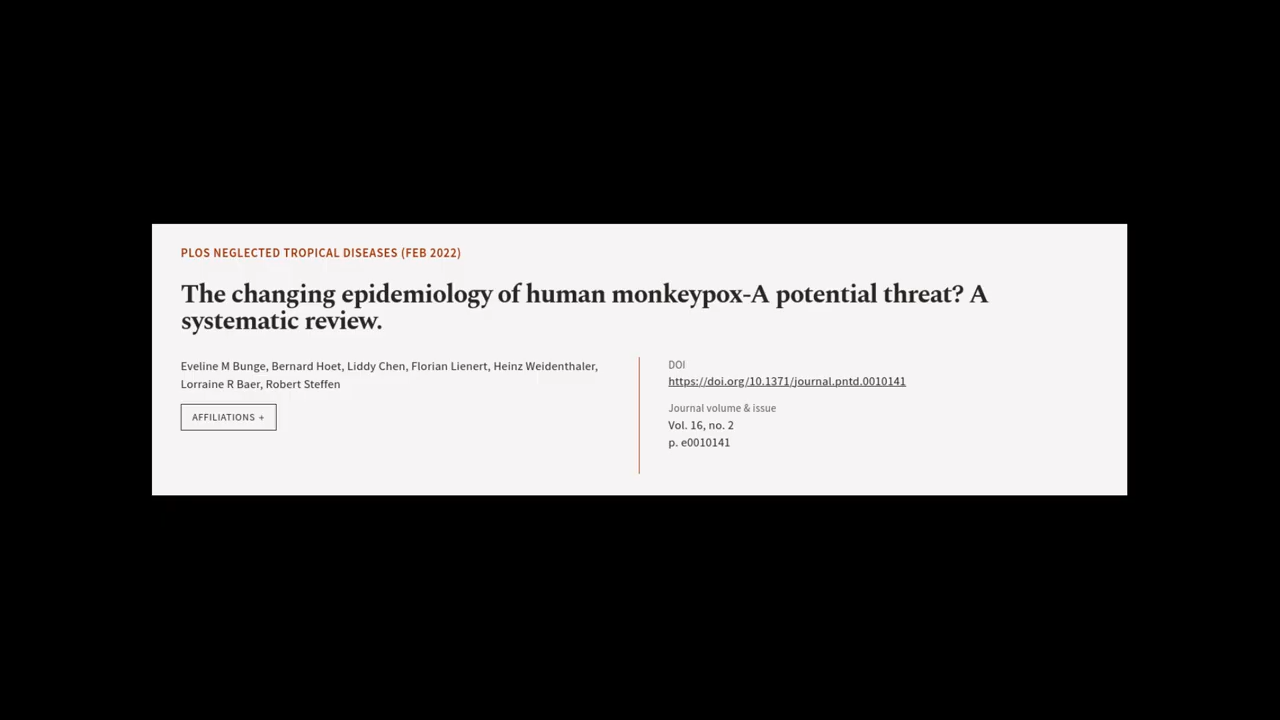 PLOS NEGLECTED TROPICAL DISEASES (FEB 2022)
The changing epidemiology of human monkeypox-A potential threat? A
systematic review.
Eveline M Bunge, Bernard Hoet, Liddy Chen, Florian Lienert, Heinz Weidenthaler,
Lorraine R Baer, Robert Steffen
AFFILIATIONS +
DOI
https://doi.org/10.1371/journal.pntd.0010141
Journal volume & issue
Vol. 16, no. 2
p. e0010141